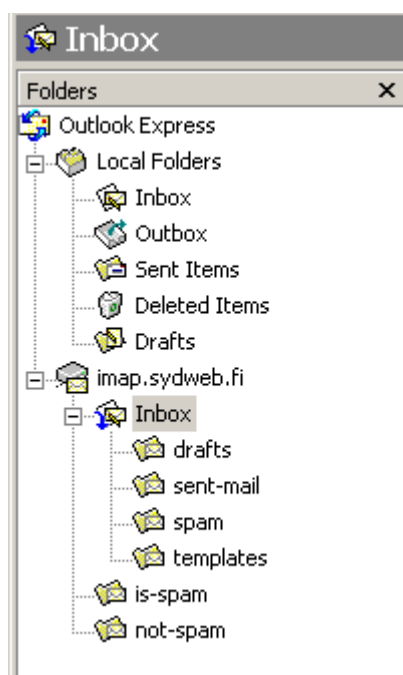 Inbox
Folders
Outlook Express
Local Folders
Inbox
Outbox
Sent Items
Deleted Items
Drafts
imap.sydweb.fi
Inbox
drafts
sent-mail
spam
templates
is-spam
not-spam